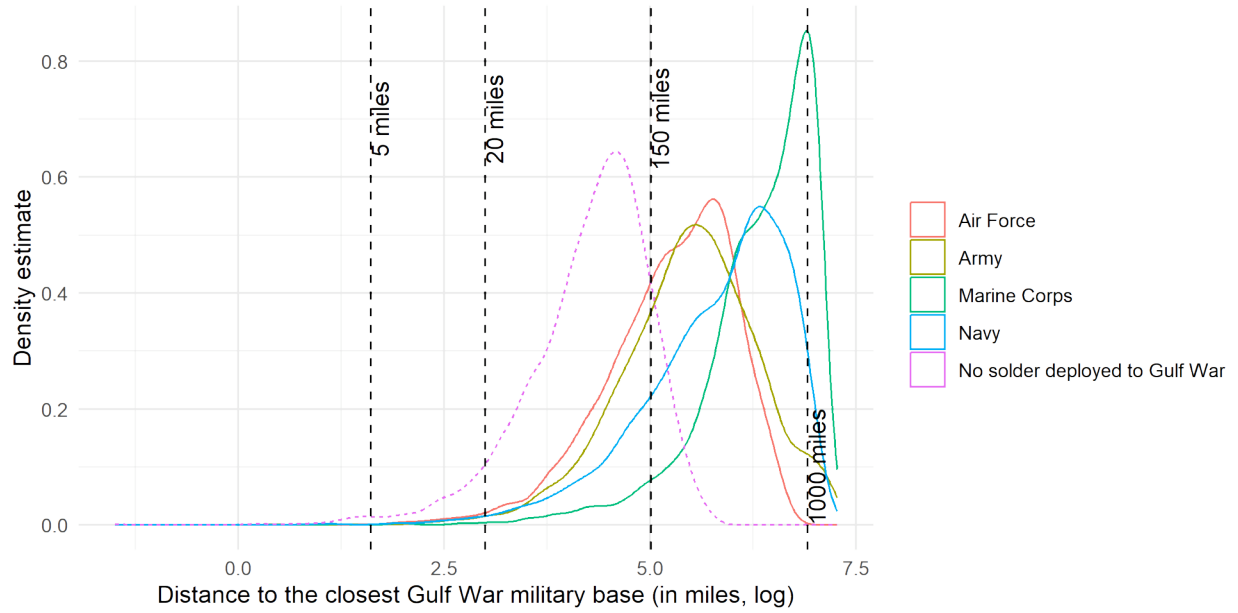 5 miles
20 miles
150 miles
1000 miles
Density estimate
0.8
0.6
0.4
0.2
0.0
0.0
2.5
5.0
7.5
Distance to the closest Gulf War military base (in miles, log)
Air Force
Army
Marine Corps
Navy
No solder deployed to Gulf War